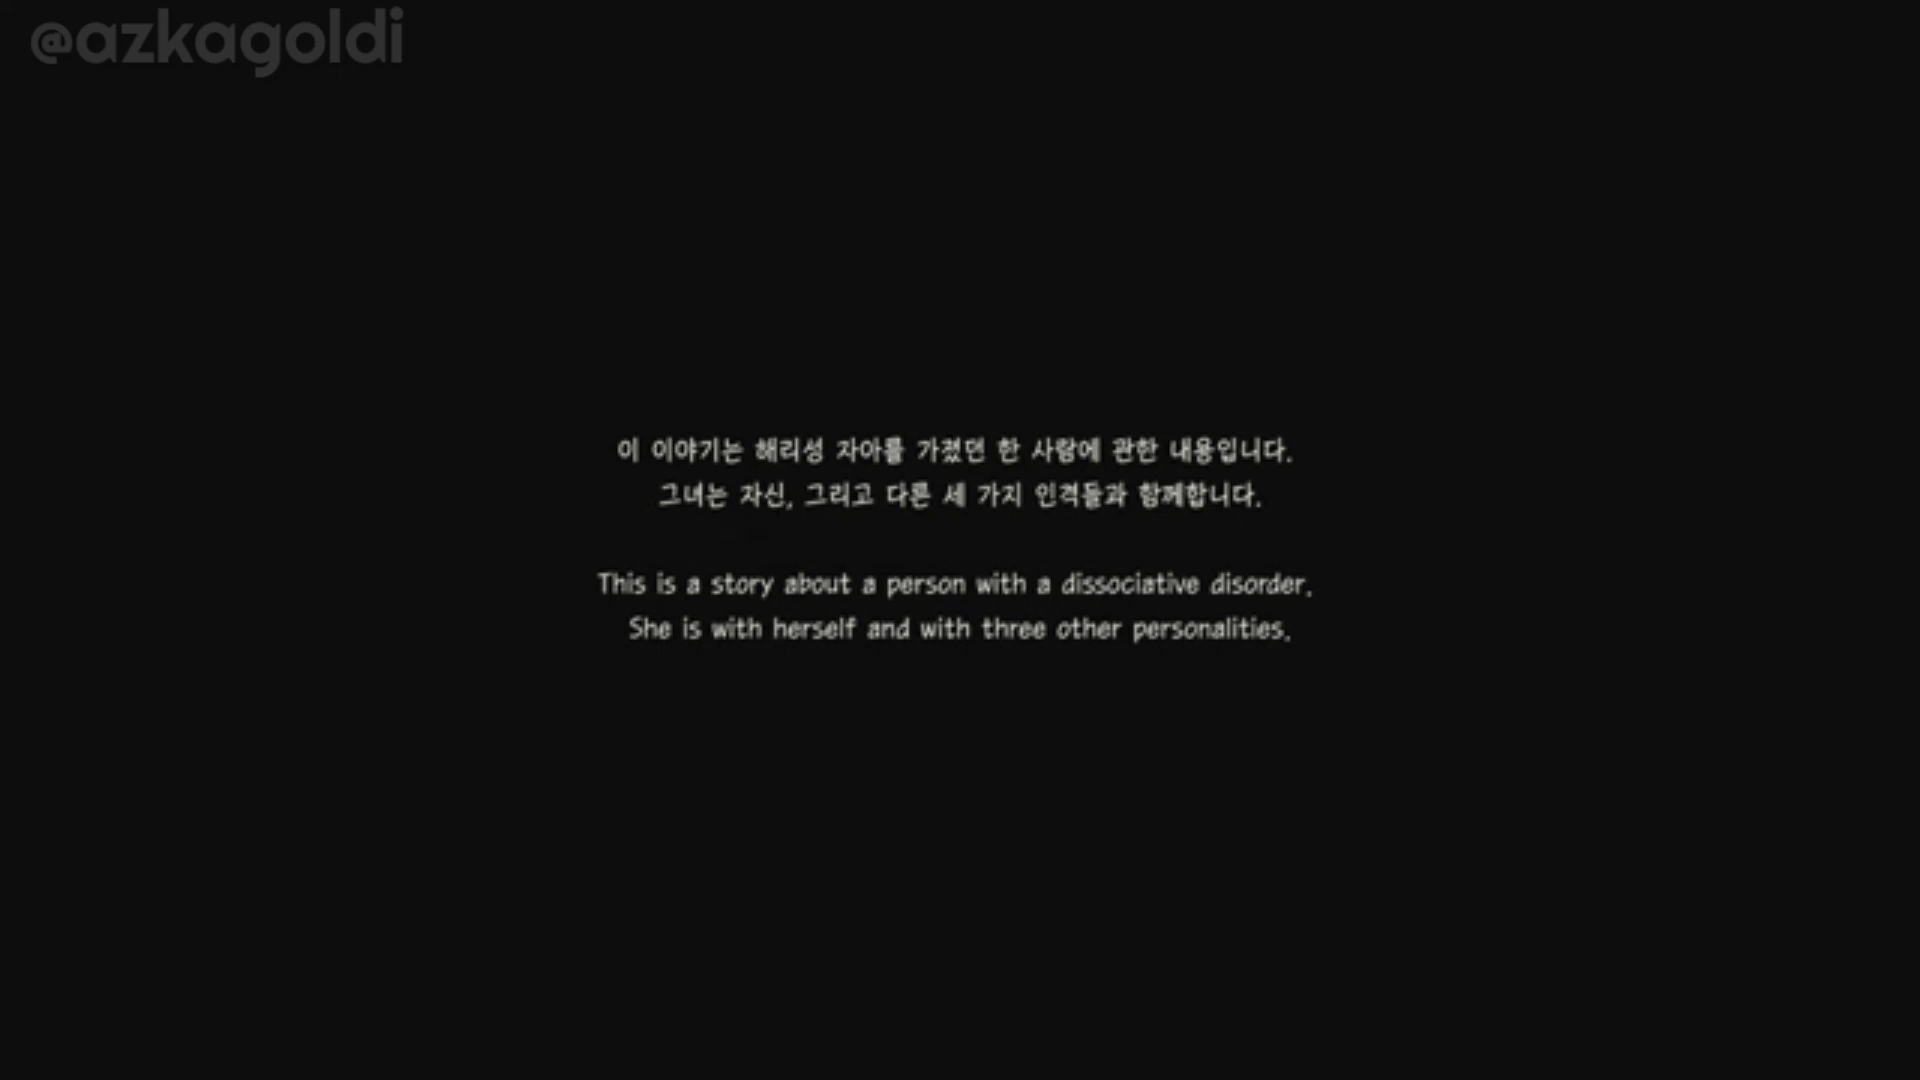 @azkagoldi
이 이야기는 해리성 자아를 가졌던 한 사람에 관한 내용입니다.
그녀는 자신, 그리고 다른 세 가지 인격들과 함께합니다.
This is a story about a person with a dissociative disorder.
She is with herself and with three other personalities.